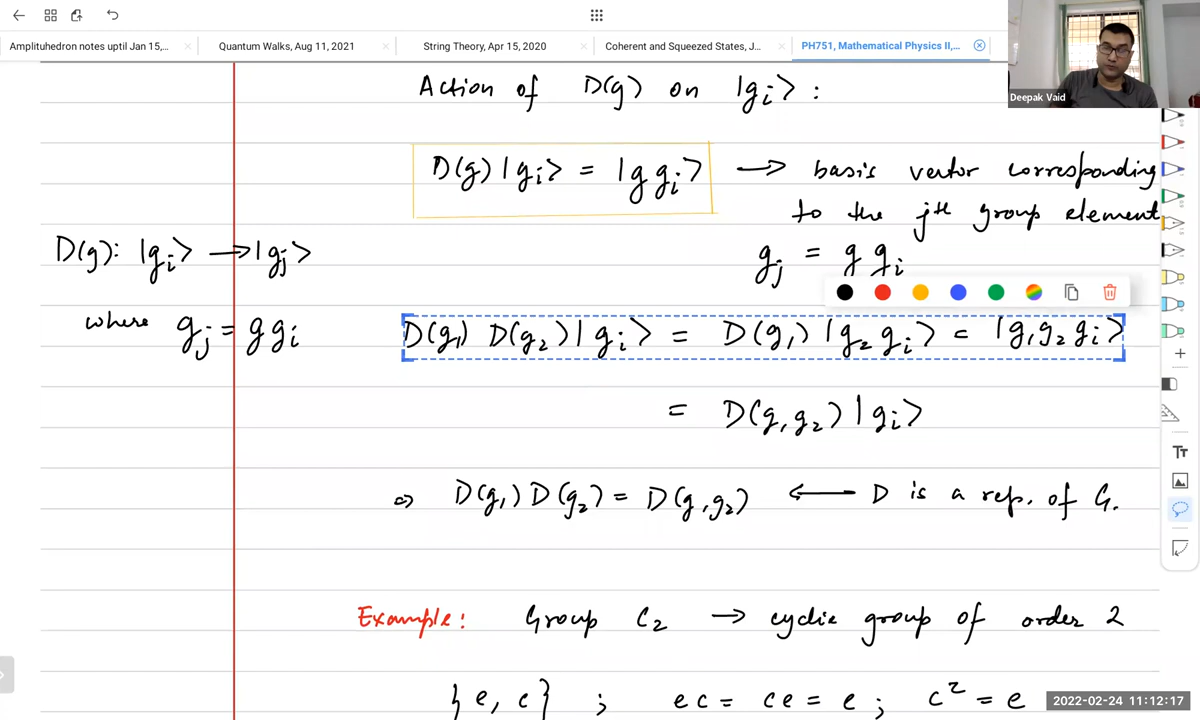 Amplituhedron notes uptil Jan 15,...
Quantum Walks, Aug 11, 2021
String Theory, Apr 15, 2020
Coherent and Squeezed States, J...
PH751, Mathematical Physics II,...
Deepak Vaid
Action of D(g) on |gᵢ> :
D(g) |gᵢ> = |g gᵢ> → basis vector corresponding
to the jth group element
gⱼ = g gᵢ
D(g): |gᵢ> → |gⱼ>
where gⱼ = g gᵢ
D(g₁) D(g₂) |gᵢ> = D(g₁) |g₂ gᵢ> = |g₁ g₂ gᵢ>
= D(g₁ g₂) |gᵢ>
⇒ D(g₁) D(g₂) = D(g₁ g₂) ← D is a rep. of G.
Example: Group C₂ → cyclic group of order 2
{e, c} ; ec = ce = e ; c² = e
Tт
2022-02-24 11:12:17